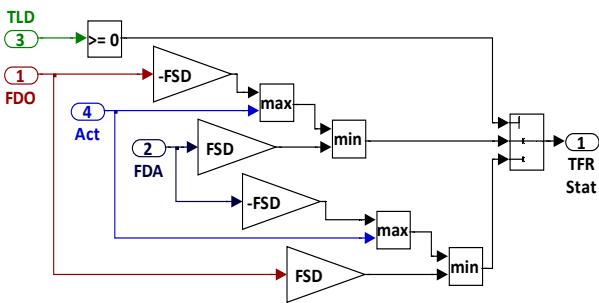 TLD
3
>= 0
1
FDO
-FSD
4
Act
max
2
FDA
FSD
min
1
TFR
Stat
-FSD
max
FSD
min